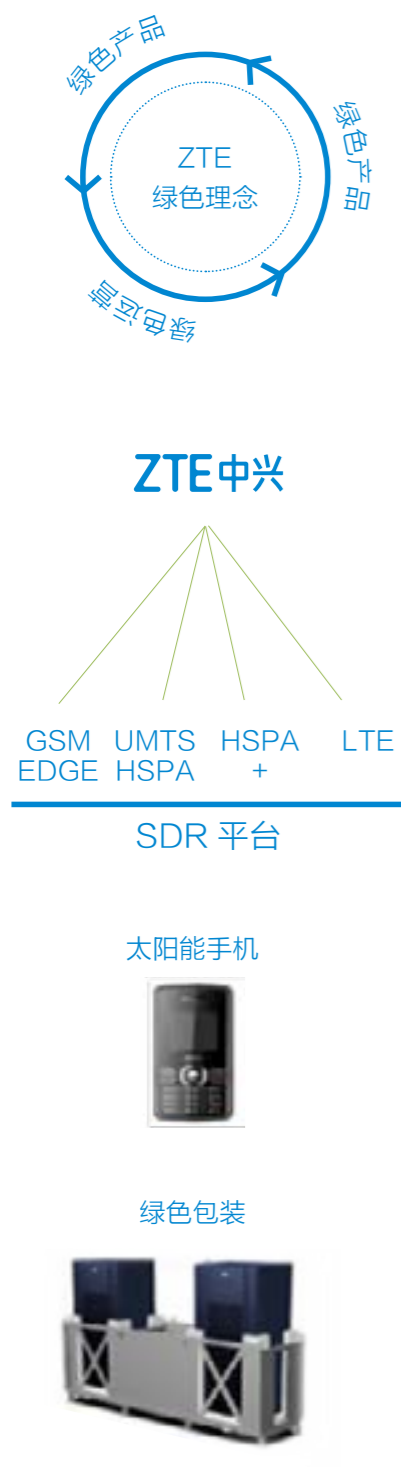 绿色产品
绿色产品
ZTE
绿色理念
绿色运营
ZTE中兴
GSM UMTS HSPA LTE
EDGE HSPA +
SDR 平台
太阳能手机
绿色包装